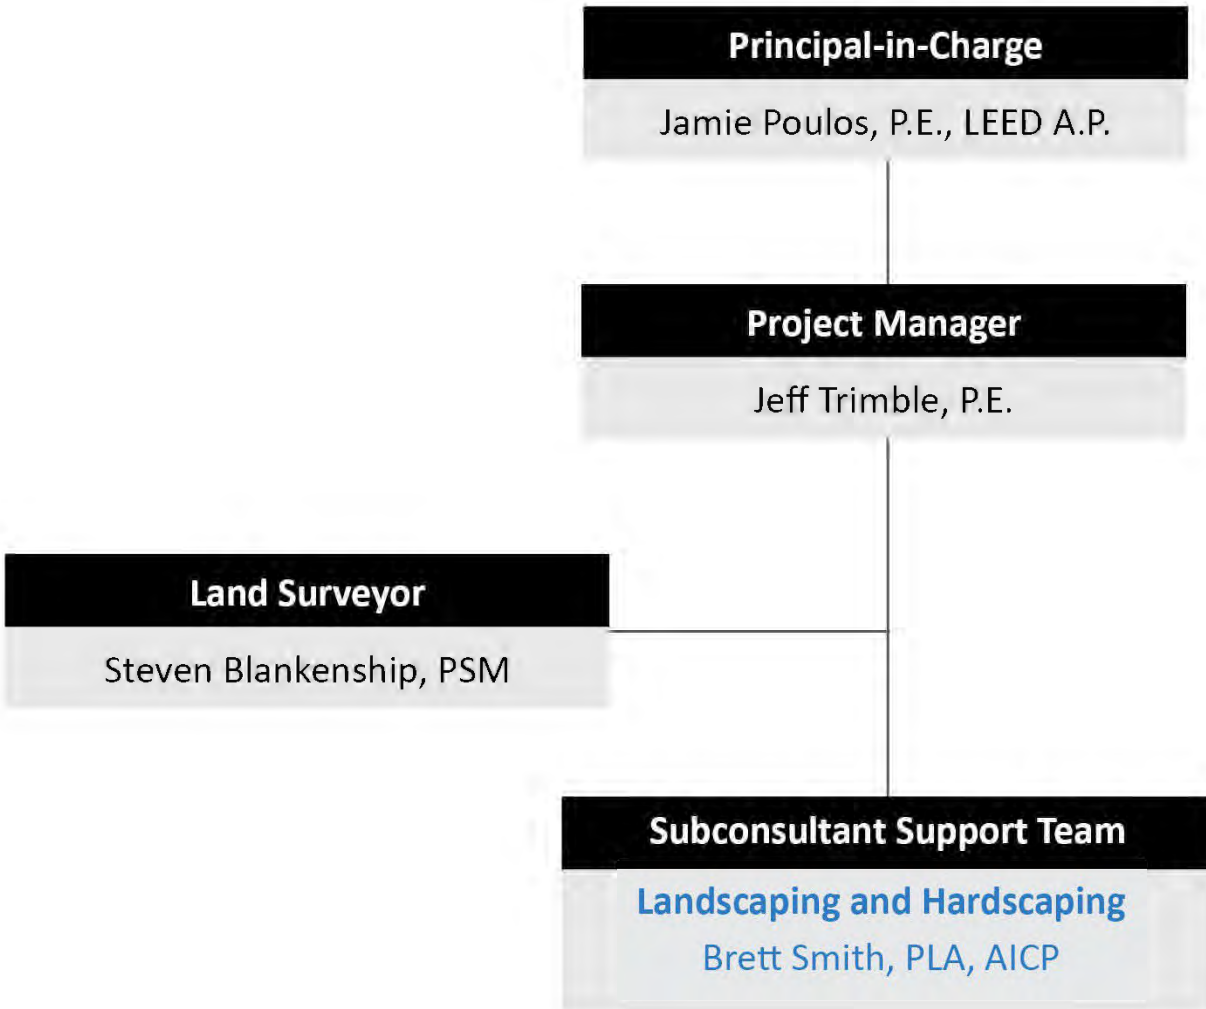 Principal-in-Charge
Jamie Poulos, P.E., LEED A.P.
Project Manager
Jeff Trimble, P.E.
Land Surveyor
Steven Blankenship, PSM
Subconsultant Support Team
Landscaping and Hardscaping
Brett Smith, PLA, AICP